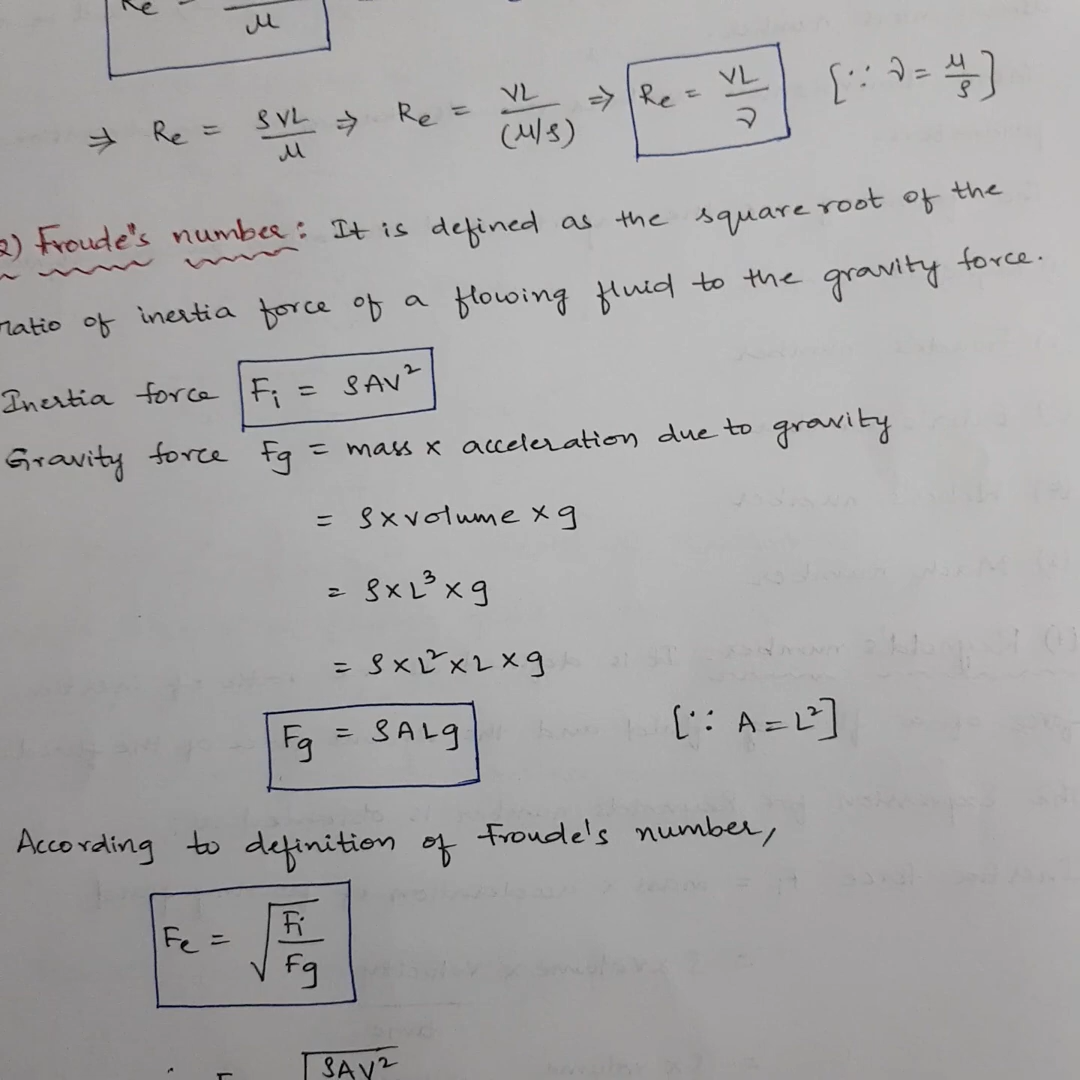 Re = μ
⇒ Re = ρVL/μ ⇒ Re = VL/(μ/ρ) ⇒ Re = VL/ν [∵ ν = μ/ρ]
2) Froude's number: It is defined as the square root of the
ratio of inertia force of a flowing fluid to the gravity force.
Inertia force Fi = ρAV²
Gravity force Fg = mass x acceleration due to gravity
= ρ x volume x g
= ρ x L³ x g
= ρ x L² x L x g
Fg = ρALg [∵ A = L²]
According to definition of Froude's number,
Fe = √(Fi/Fg)
ρAV²